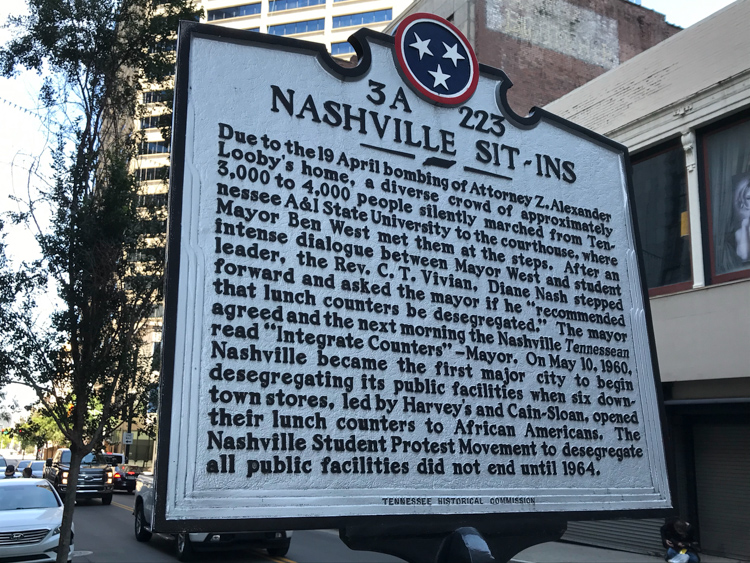 3A 223
NASHVILLE SIT-INS
Due to the 19 April bombing of Attorney Z. Alexander
Looby's home, a diverse crowd of approximately
3,000 to 4,000 people silently marched from Ten-
nessee A&I State University to the courthouse, where
Mayor Ben West met them at the steps. After an
intense dialogue between Mayor West and student
leader, the Rev. C. T. Vivian, Diane Nash stepped
forward and asked the mayor if he "recommended
that lunch counters be desegregated." The mayor
agreed and the next morning the Nashville Tennessean
read "Integrate Counters"-Mayor. On May 10, 1960,
Nashville became the first major city to begin
desegregating its public facilities when six down-
town stores, led by Harvey's and Cain-Sloan, opened
their lunch counters to African Americans. The
Nashville Student Protest Movement to desegregate
all public facilities did not end until 1964.
TENNESSEE HISTORICAL COMMISSION